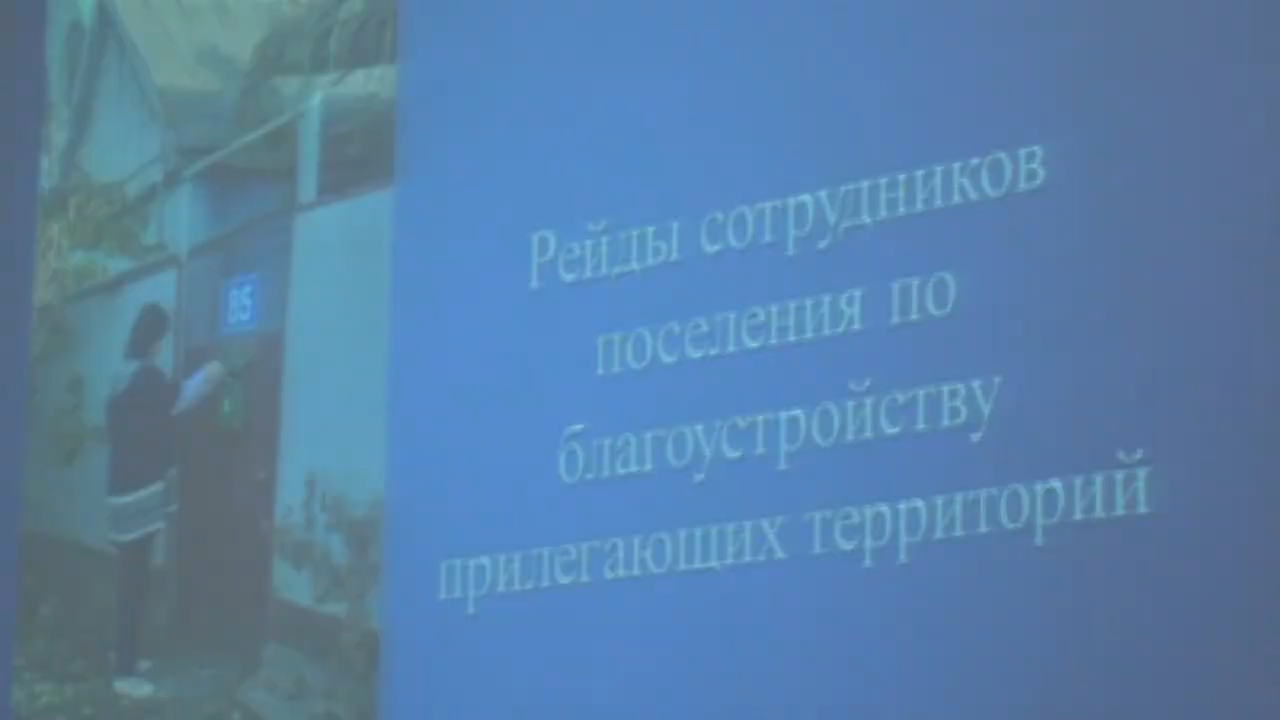 85
Рейды сотрудников
поселения по
благоустройству
прилегающих территорий